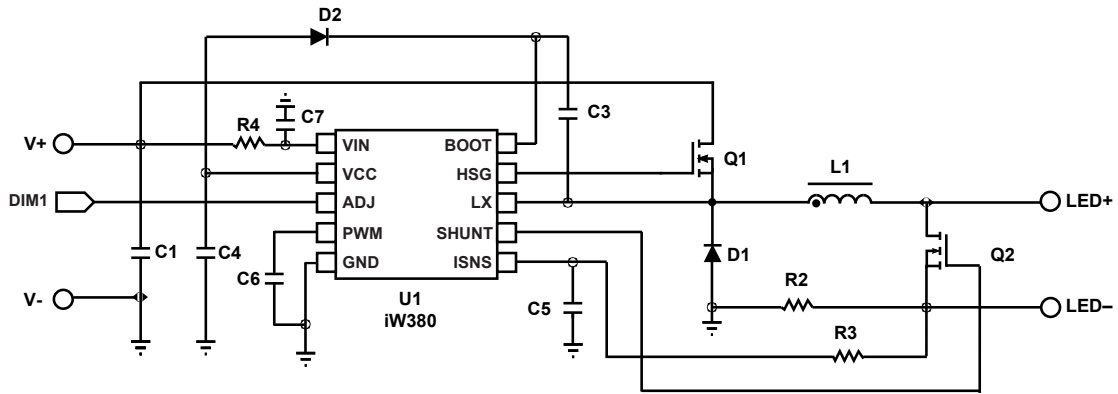 D2
V+
R4
C7
C3
VIN
BOOT
Q1
VCC
HSG
L1
DIM1
ADJ
LX
LED+
PWM
SHUNT
C1
C4
C6
GND
ISNS
D1
Q2
V-
U1
iW380
C5
R2
LED–
R3